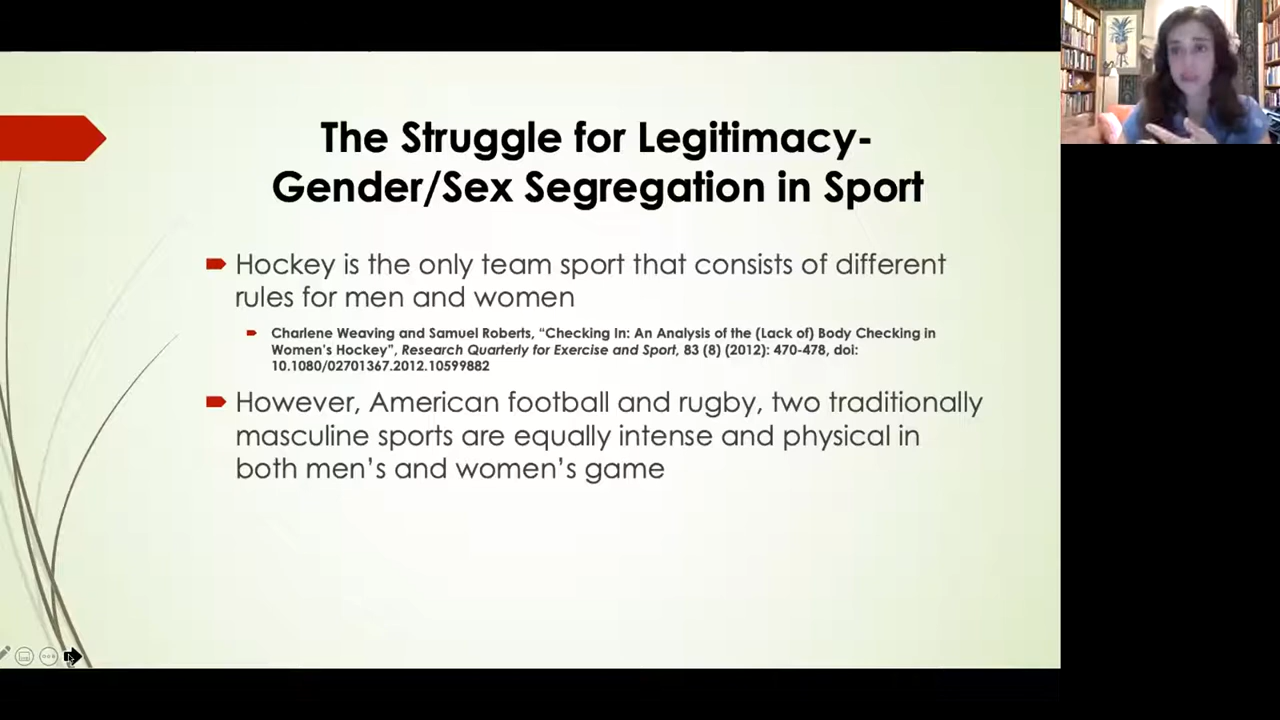 The Struggle for Legitimacy-
Gender/Sex Segregation in Sport
Hockey is the only team sport that consists of different
rules for men and women
Charlene Weaving and Samuel Roberts, “Checking In: An Analysis of the (Lack of) Body Checking in
Women’s Hockey”, Research Quarterly for Exercise and Sport, 83 (8) (2012): 470-478, doi:
10.1080/02701367.2012.10599882
However, American football and rugby, two traditionally
masculine sports are equally intense and physical in
both men’s and women’s game